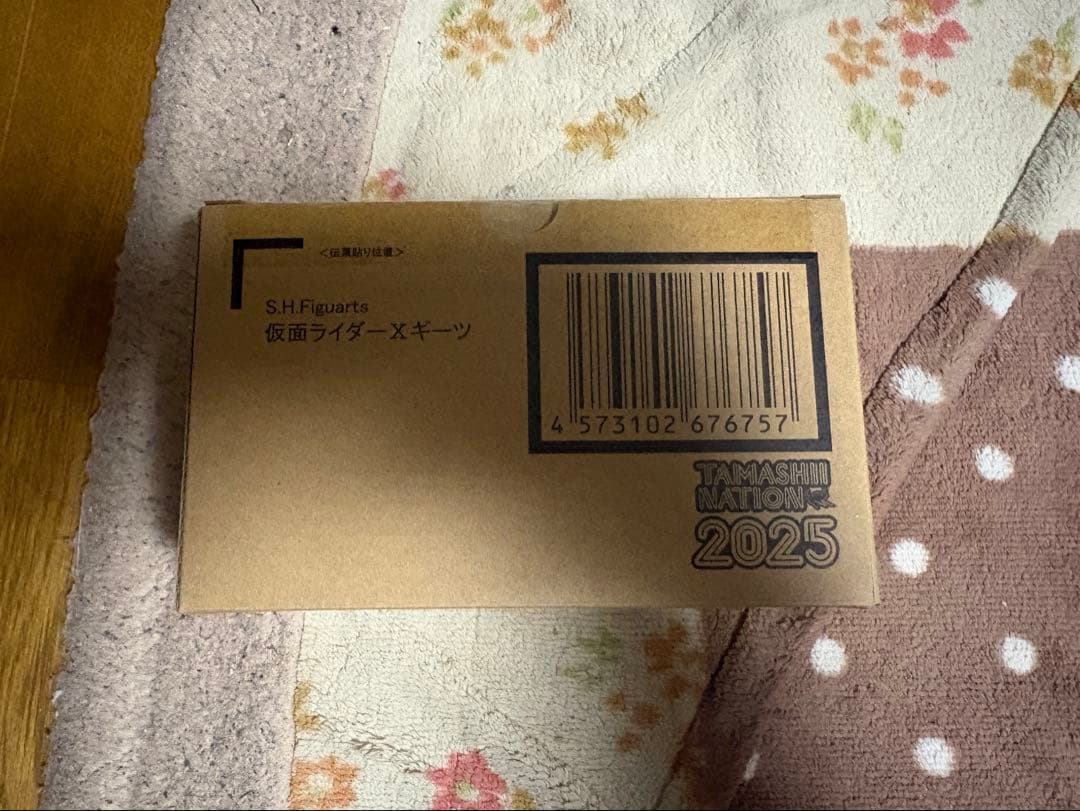 <伝票貼り位置>
S.H.Figuarts
仮面ライダーXギーツ
4 573102 676757
TAMASHII
NATION
2025